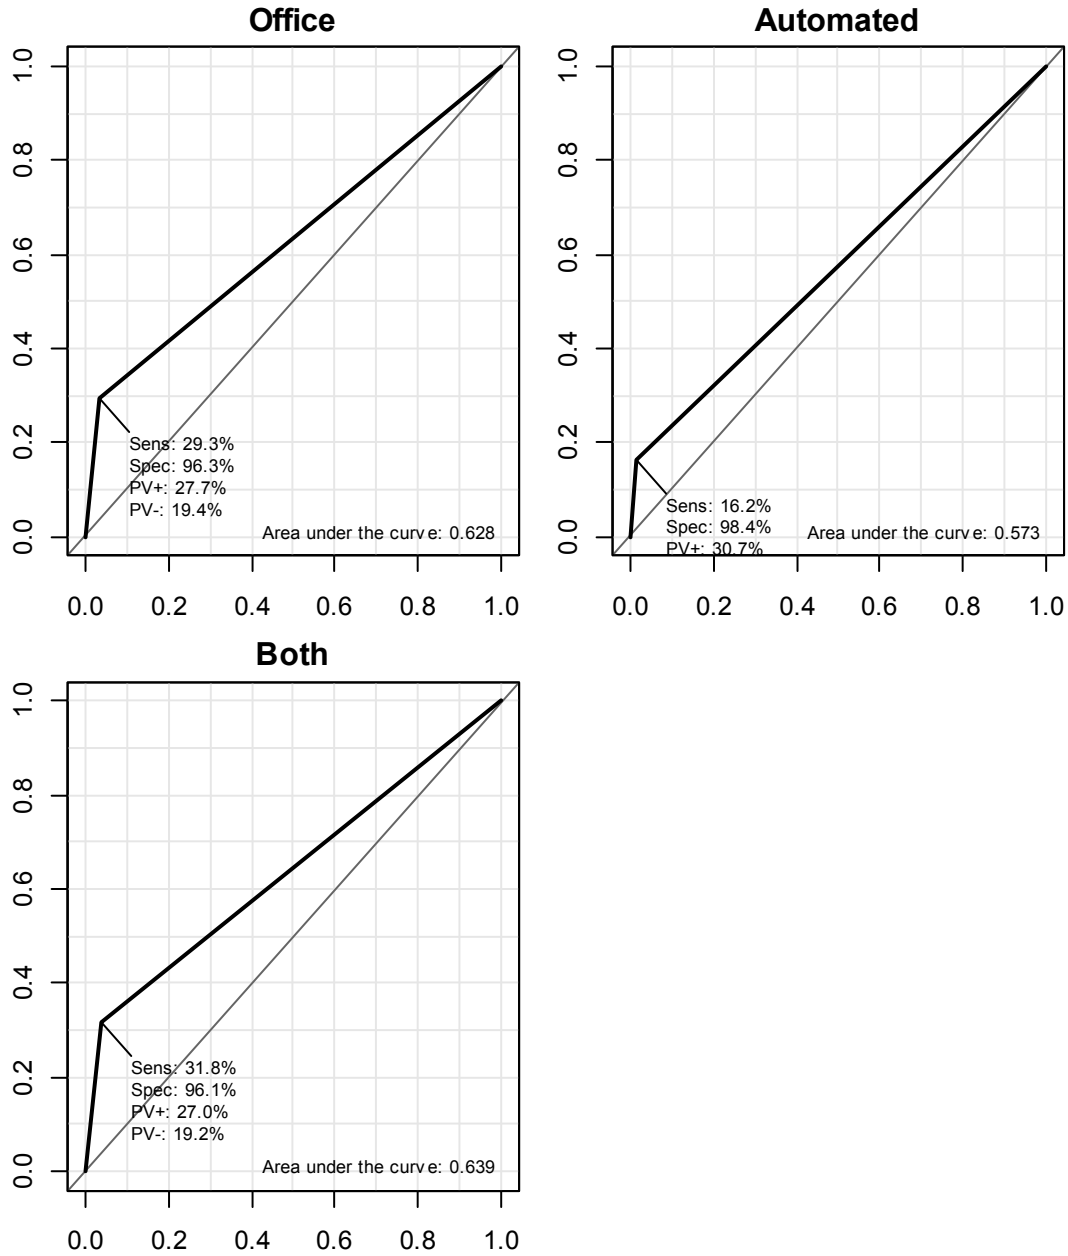 Office
1.0
0.8
0.6
0.4
0.2
0.0
Sens: 29.3%
Spec: 96.3%
PV+: 27.7%
PV-: 19.4%
Area under the curve: 0.628
0.0 0.2 0.4 0.6 0.8 1.0
Automated
1.0
0.8
0.6
0.4
0.2
0.0
Sens: 16.2%
Spec: 98.4%
PV+: 30.7%
Area under the curve: 0.573
0.0 0.2 0.4 0.6 0.8 1.0
Both
1.0
0.8
0.6
0.4
0.2
0.0
Sens: 31.8%
Spec: 96.1%
PV+: 27.0%
PV-: 19.2%
Area under the curve: 0.639
0.0 0.2 0.4 0.6 0.8 1.0